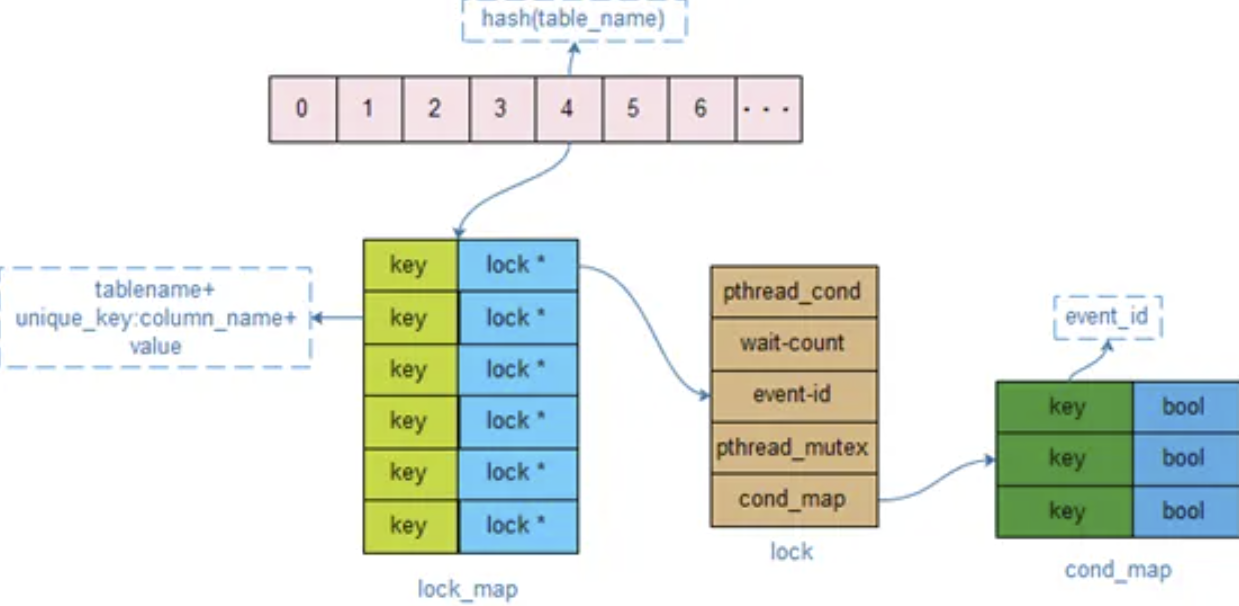 hash(table_name)
0 1 2 3 4 5 6 ...
key lock *
key lock *
key lock *
key lock *
key lock *
key lock *
lock_map
tablename+
unique_key:column_name+
value
pthread_cond
wait-count
event-id
pthread_mutex
cond_map
lock
event_id
key bool
key bool
key bool
cond_map